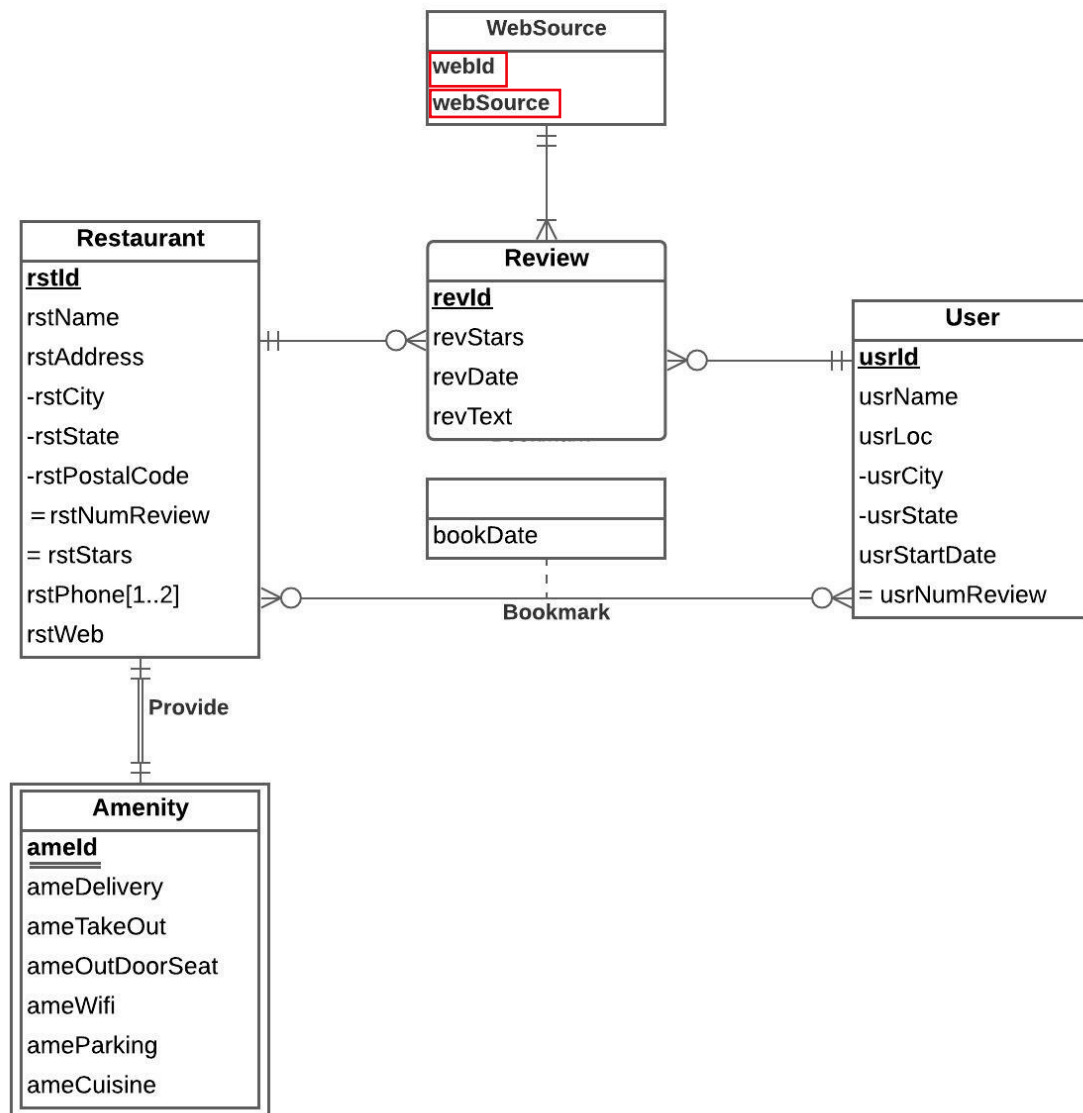 WebSource
webId
webSource
Restaurant
rstId
rstName
rstAddress
-rstCity
-rstState
-rstPostalCode
=rstNumReview
= rstStars
rstPhone[1..2]
rstWeb
Review
revId
revStars
revDate
revText
User
usrId
usrName
usrLoc
-usrCity
-usrState
usrStartDate
= usrNumReview
bookDate
Bookmark
Provide
Amenity
ameId
ameDelivery
ameTakeOut
ameOutDoorSeat
ameWifi
ameParking
ameCuisine